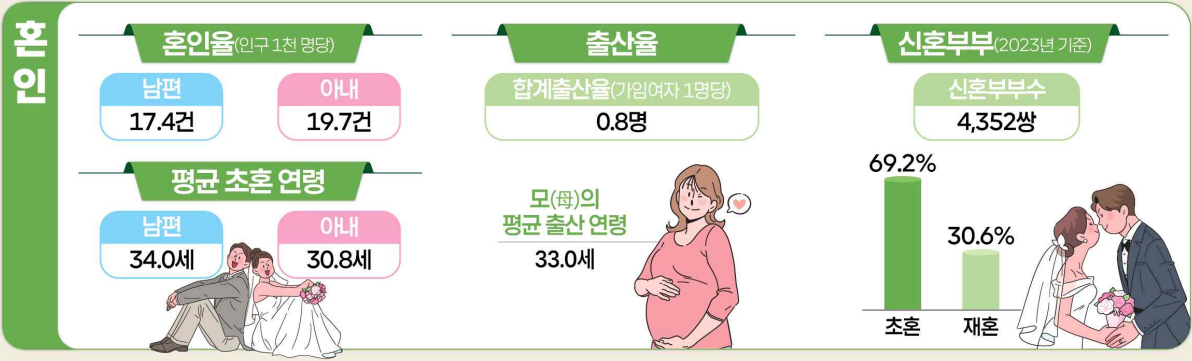 혼인
혼인율(인구 1천 명당)
남편
17.4건
아내
19.7건
평균 초혼 연령
남편
34.0세
아내
30.8세
출산율
합계출산율(가임여자 1명당)
0.8명
모(母)의
평균 출산 연령
33.0세
신혼부부(2023년 기준)
신혼부부수
4,352쌍
69.2%
30.6%
초혼
재혼